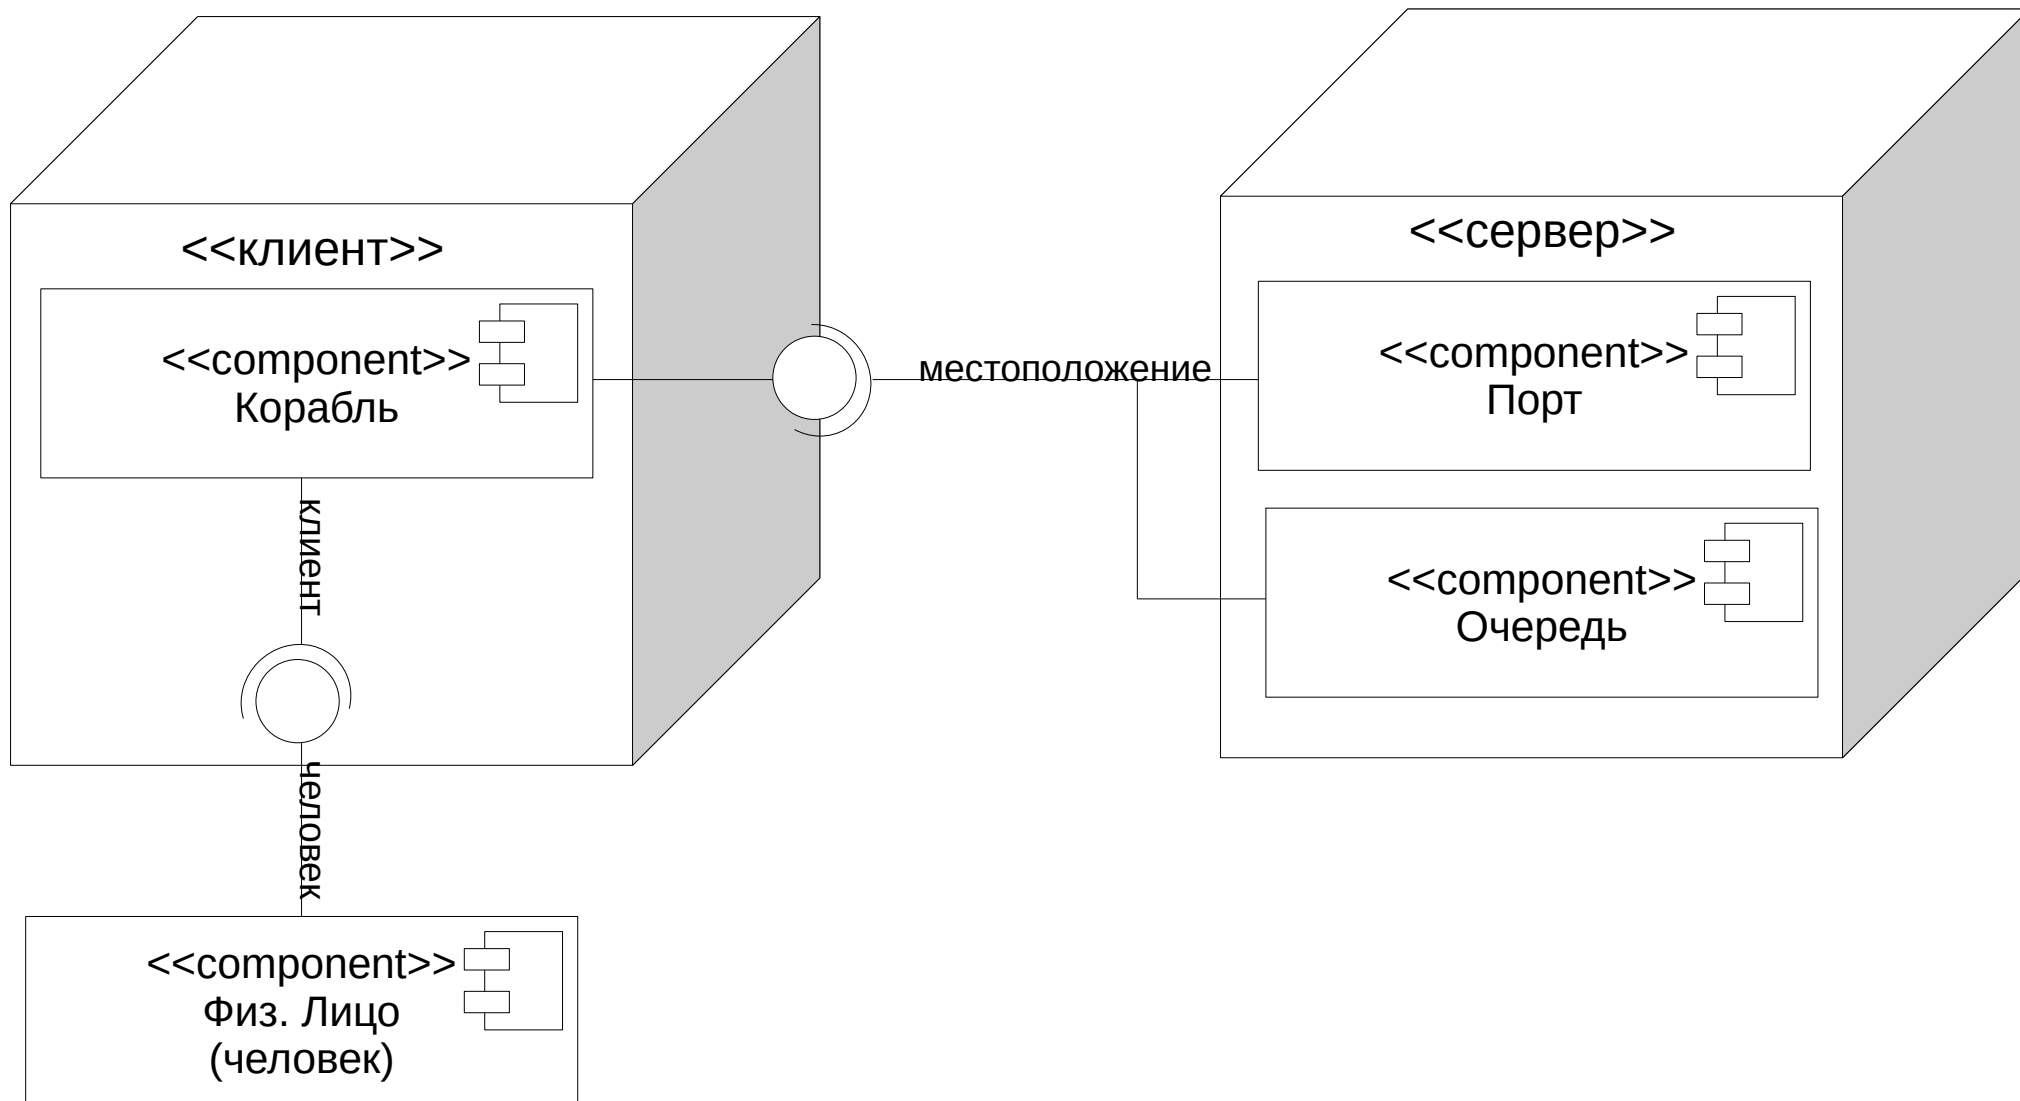 <<клиент>>
<<component>>
Корабль
клиент
человек
<<component>>
Физ. Лицо
(человек)
местоположение
<<сервер>>
<<component>>
Порт
<<component>>
Очередь